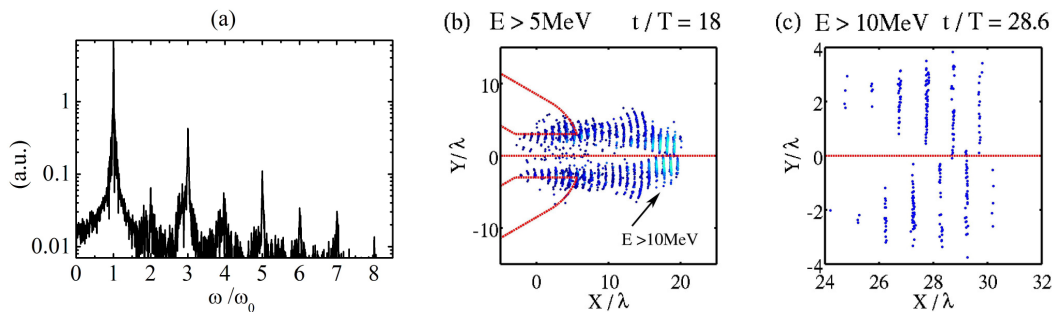 (a)
(a.u.)
1
0.1
0.01
0 1 2 3 4 5 6 7 8
ω/ω₀
(b) E > 5MeV t / T = 18
Y/λ
10
0
-10
0 10 20
X/λ
E >10MeV
(c) E > 10MeV t / T = 28.6
Y/λ
4
2
0
-2
-4
24 26 28 30 32
X/λ